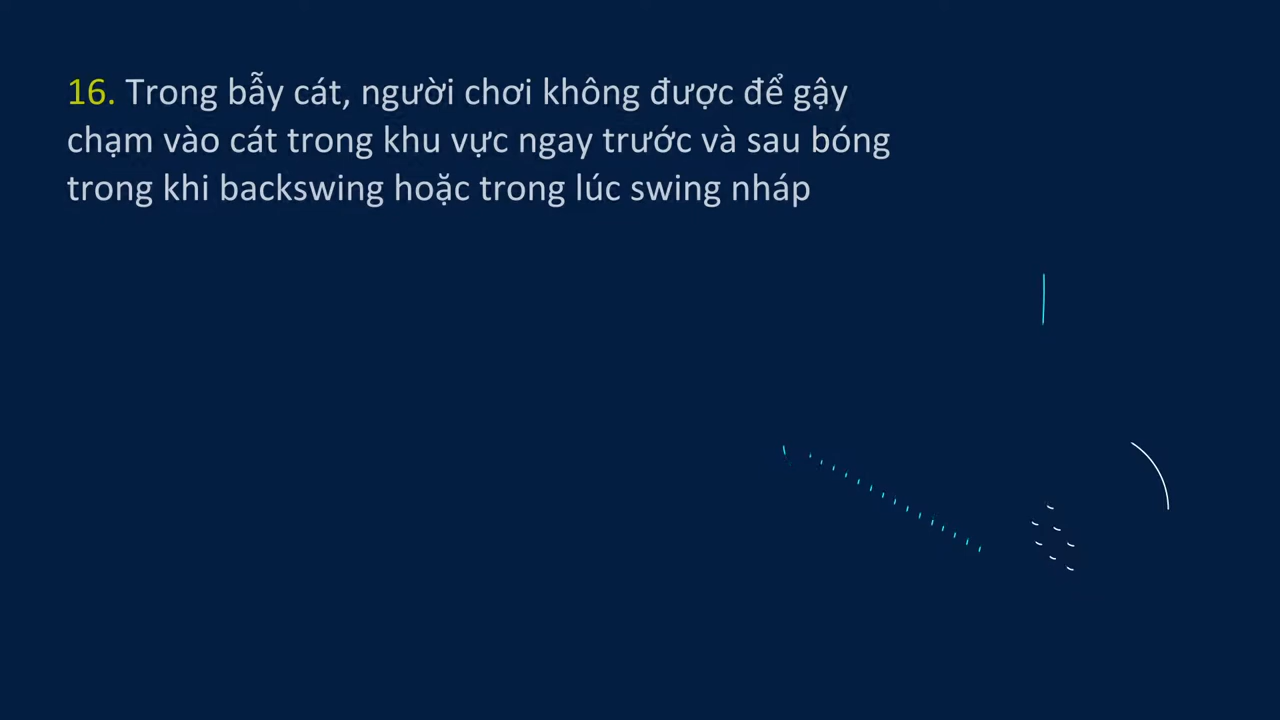 16. Trong bẫy cát, người chơi không được để gậy
chạm vào cát trong khu vực ngay trước và sau bóng
trong khi backswing hoặc trong lúc swing nháp